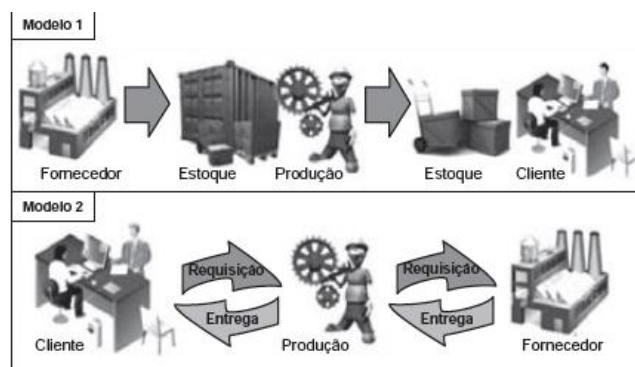 Modelo 1
Fornecedor Estoque Produção Estoque Cliente
Modelo 2
Requisição Requisição
Entrega Entrega
Cliente Produção Fornecedor